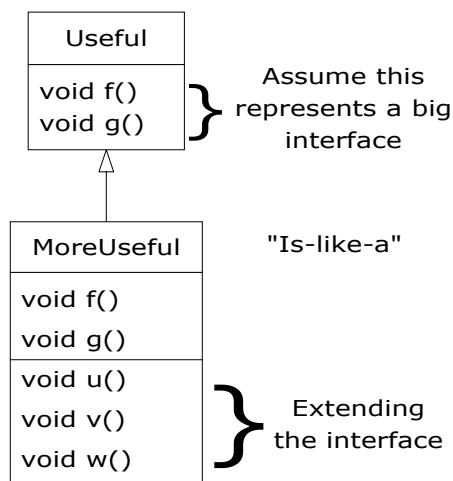 Useful
void f()
void g()
Assume this
represents a big
interface
MoreUseful
"Is-like-a"
void f()
void g()
void u()
void v()
void w()
Extending
the interface